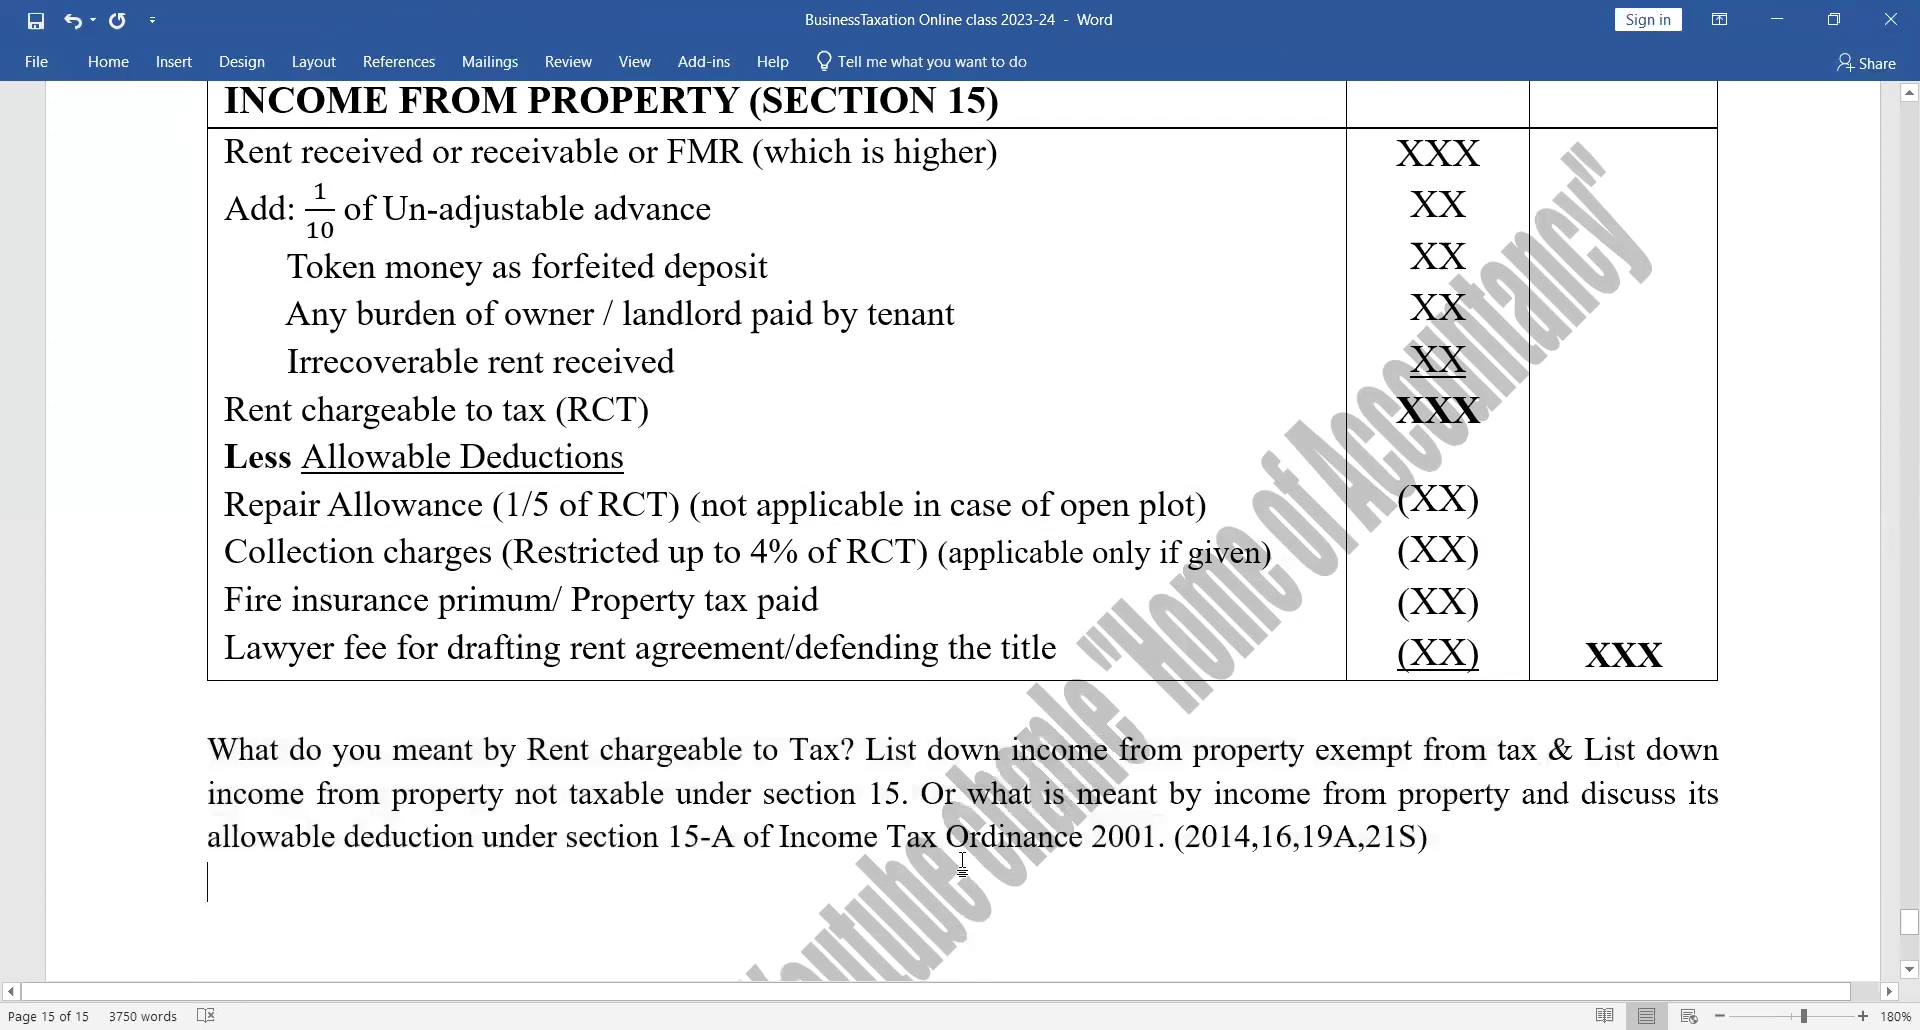 BusinessTaxation Online class 2023-24 - Word
Sign in
File Home Insert Design Layout References Mailings Review View Add-ins Help Tell me what you want to do
Share
INCOME FROM PROPERTY (SECTION 15)
Rent received or receivable or FMR (which is higher) XXX
Add: 1/10 of Un-adjustable advance XX
Token money as forfeited deposit XX
Any burden of owner / landlord paid by tenant XX
Irrecoverable rent received XX
Rent chargeable to tax (RCT) XXX
Less Allowable Deductions
Repair Allowance (1/5 of RCT) (not applicable in case of open plot) (XX)
Collection charges (Restricted up to 4% of RCT) (applicable only if given) (XX)
Fire insurance primum/ Property tax paid (XX)
Lawyer fee for drafting rent agreement/defending the title (XX) XXX
What do you meant by Rent chargeable to Tax? List down income from property exempt from tax & List down
income from property not taxable under section 15. Or what is meant by income from property and discuss its
allowable deduction under section 15-A of Income Tax Ordinance 2001. (2014,16,19A,21S)
Youtube chanple "Home of Accountancy"
Page 15 of 15 3750 words 180%